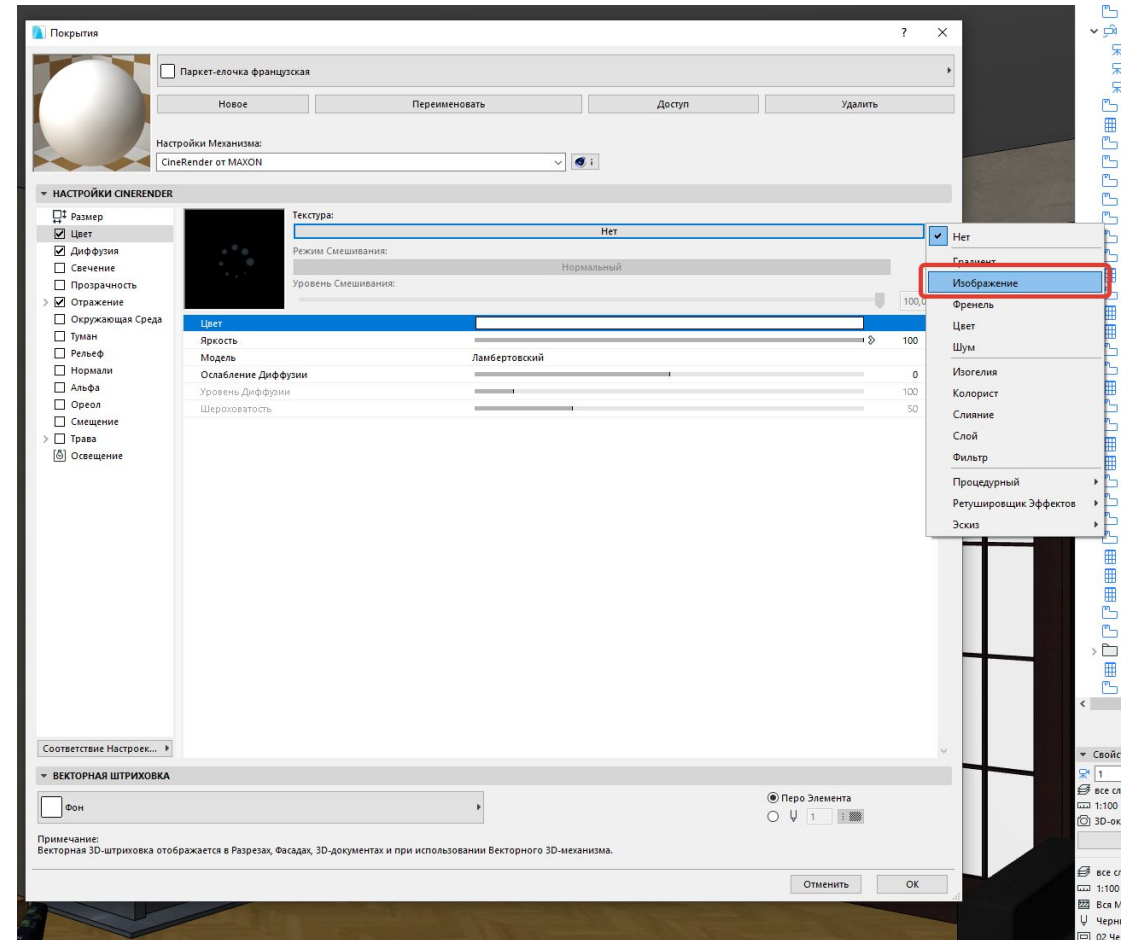 Покрытия
? ×
Паркет-елочка французская
Новое
Переименовать
Доступ
Удалить
Настройки Механизма:
CineRender от MAXON
i
НАСТРОЙКИ CINERENDER
Размер
Цвет
Диффузия
Свечение
Прозрачность
Отражение
Окружающая Среда
Туман
Рельеф
Нормали
Альфа
Ореол
Смещение
Трава
Освещение
Текстура:
Нет
Режим Смешивания:
Нормальный
Уровень Смешивания:
100,0
Цвет
Яркость 100
Модель Ламбертовский
Ослабление Диффузии 0
Уровень Диффузии 100
Шероховатость 50
Нет
Градиент
Изображение
Френель
Цвет
Шум
Изогелия
Колорист
Слияние
Слой
Фильтр
Процедурный
Ретушировщик Эффектов
Эскиз
Соответствие Настроек...
ВЕКТОРНАЯ ШТРИХОВКА
Фон
Перо Элемента
1
Примечание:
Векторная 3D-штриховка отображается в Разрезах, Фасадах, 3D-документах и при использовании Векторного 3D-механизма.
Отменить
OK
Свойс
1
все сл
1:100
3D-ок
все сл
1:100
Вся М
Черн
02 Че